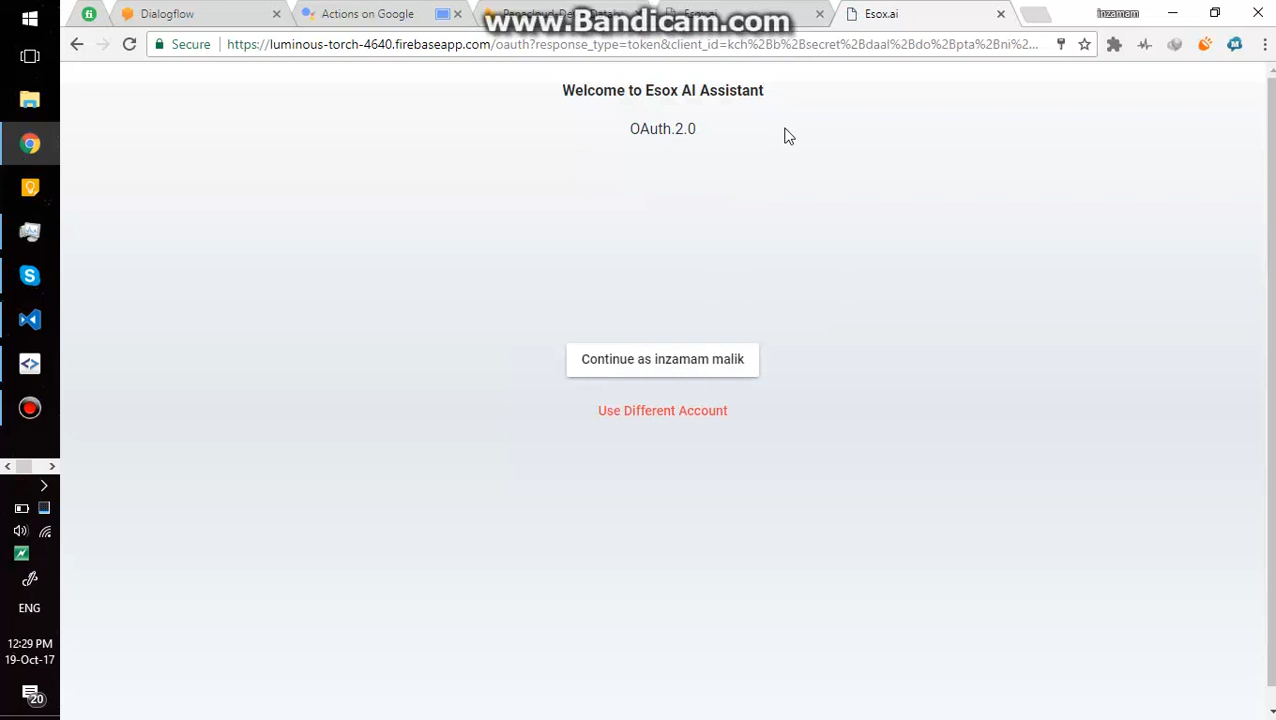 fi
Dialogflow
Actions on Google
www.Bandicam.com
Esox.ai
inzamam
Secure
https://luminous-torch-4640.firebaseapp.com/oauth?response_type=token&client_id=kch%2Bb%2Bsecret%2Bdaal%2Bdo%2Bpta%2Bni%2...
Welcome to Esox AI Assistant
OAuth.2.0
Continue as inzamam malik
Use Different Account
ENG
12:29 PM
19-Oct-17
20